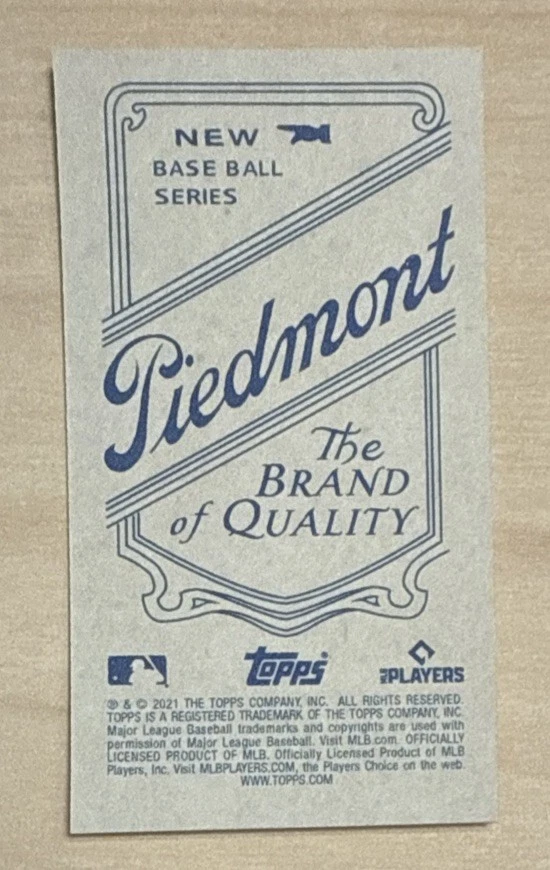 NEW
BASE BALL
SERIES
Piedmont
The
BRAND
of QUALITY
Topps®
MLB PLAYERS
® & © 2021 THE TOPPS COMPANY, INC. ALL RIGHTS RESERVED.
TOPPS IS A REGISTERED TRADEMARK OF THE TOPPS COMPANY, INC.
Major League Baseball trademarks and copyrights are used with
permission of Major League Baseball. Visit MLB.com. OFFICIALLY
LICENSED PRODUCT OF MLB. Officially Licensed Product of MLB
Players, Inc. Visit MLBPLAYERS.COM, the Players Choice on the web.
WWW.TOPPS.COM